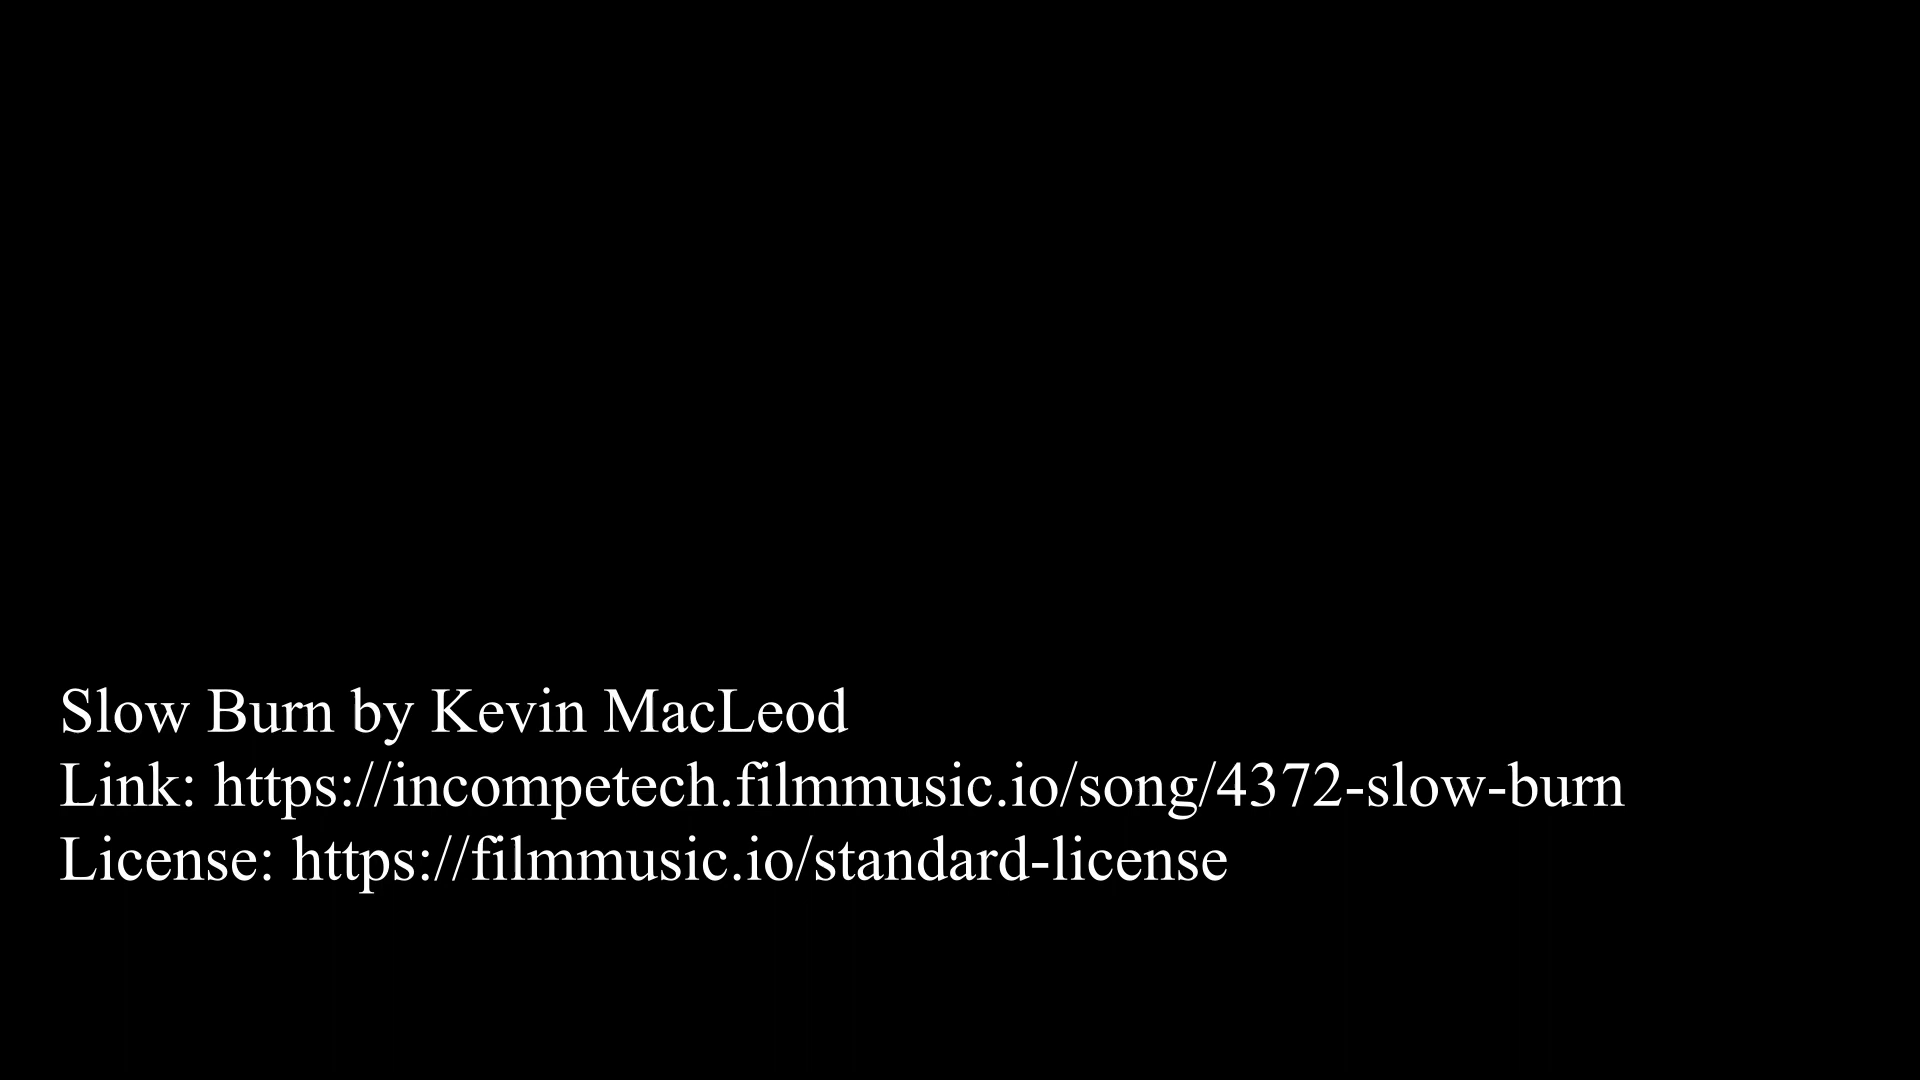 Slow Burn by Kevin MacLeod
Link: https://incompetech.filmmusic.io/song/4372-slow-burn
License: https://filmmusic.io/standard-license